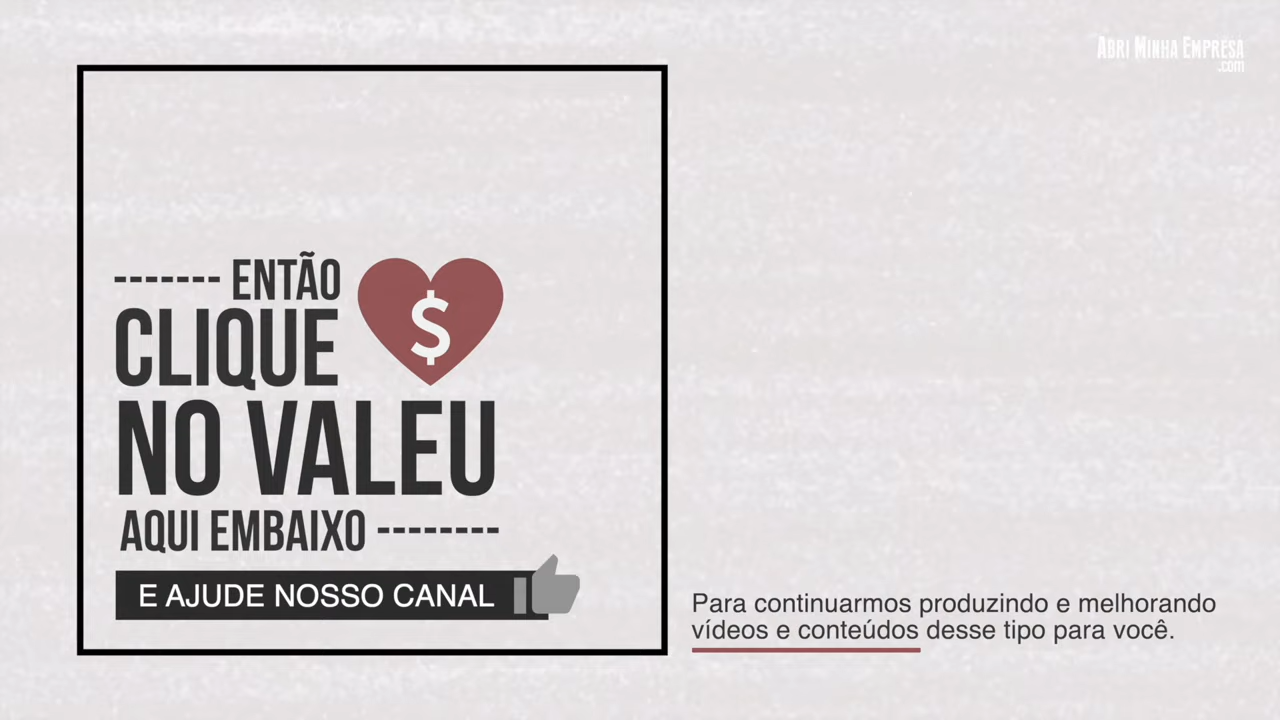 ABRI MINHA EMPRESA
.com
------- ENTÃO
CLIQUE
$
NO VALEU
AQUI EMBAIXO --------
E AJUDE NOSSO CANAL
Para continuarmos produzindo e melhorando
vídeos e conteúdos desse tipo para você.